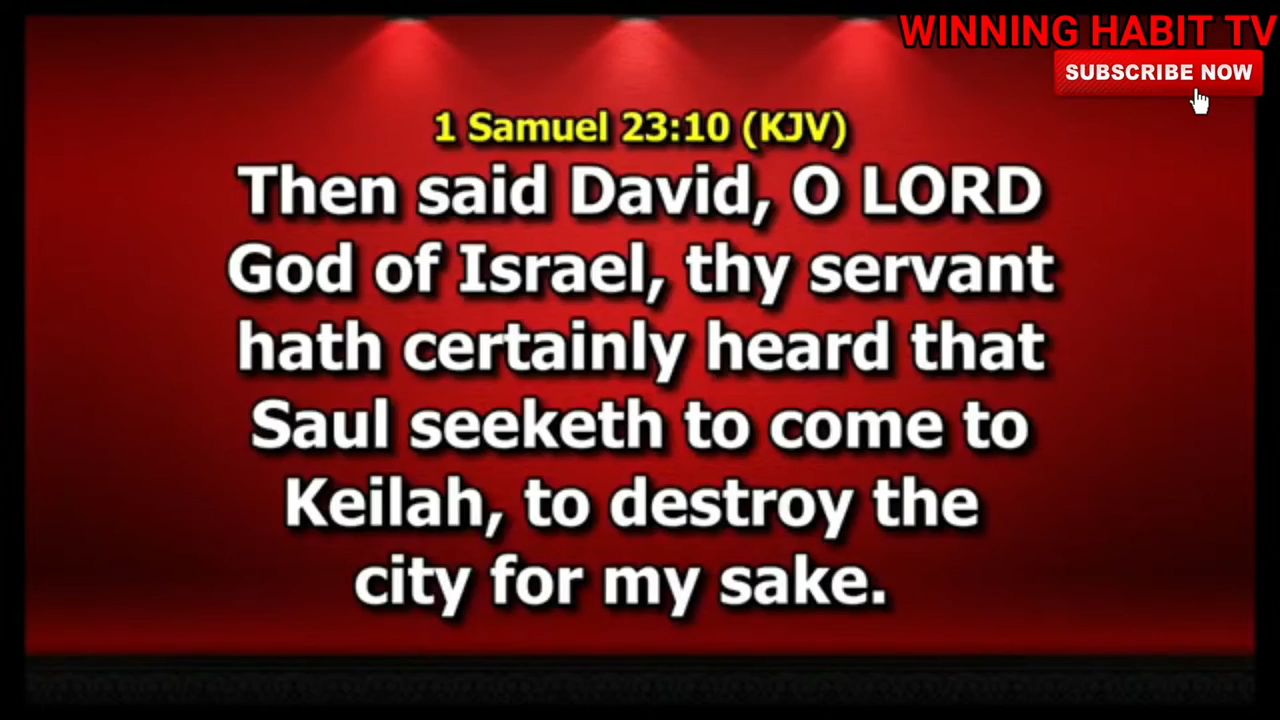 WINNING HABIT TV
SUBSCRIBE NOW
1 Samuel 23:10 (KJV)
Then said David, O LORD
God of Israel, thy servant
hath certainly heard that
Saul seeketh to come to
Keilah, to destroy the
city for my sake.